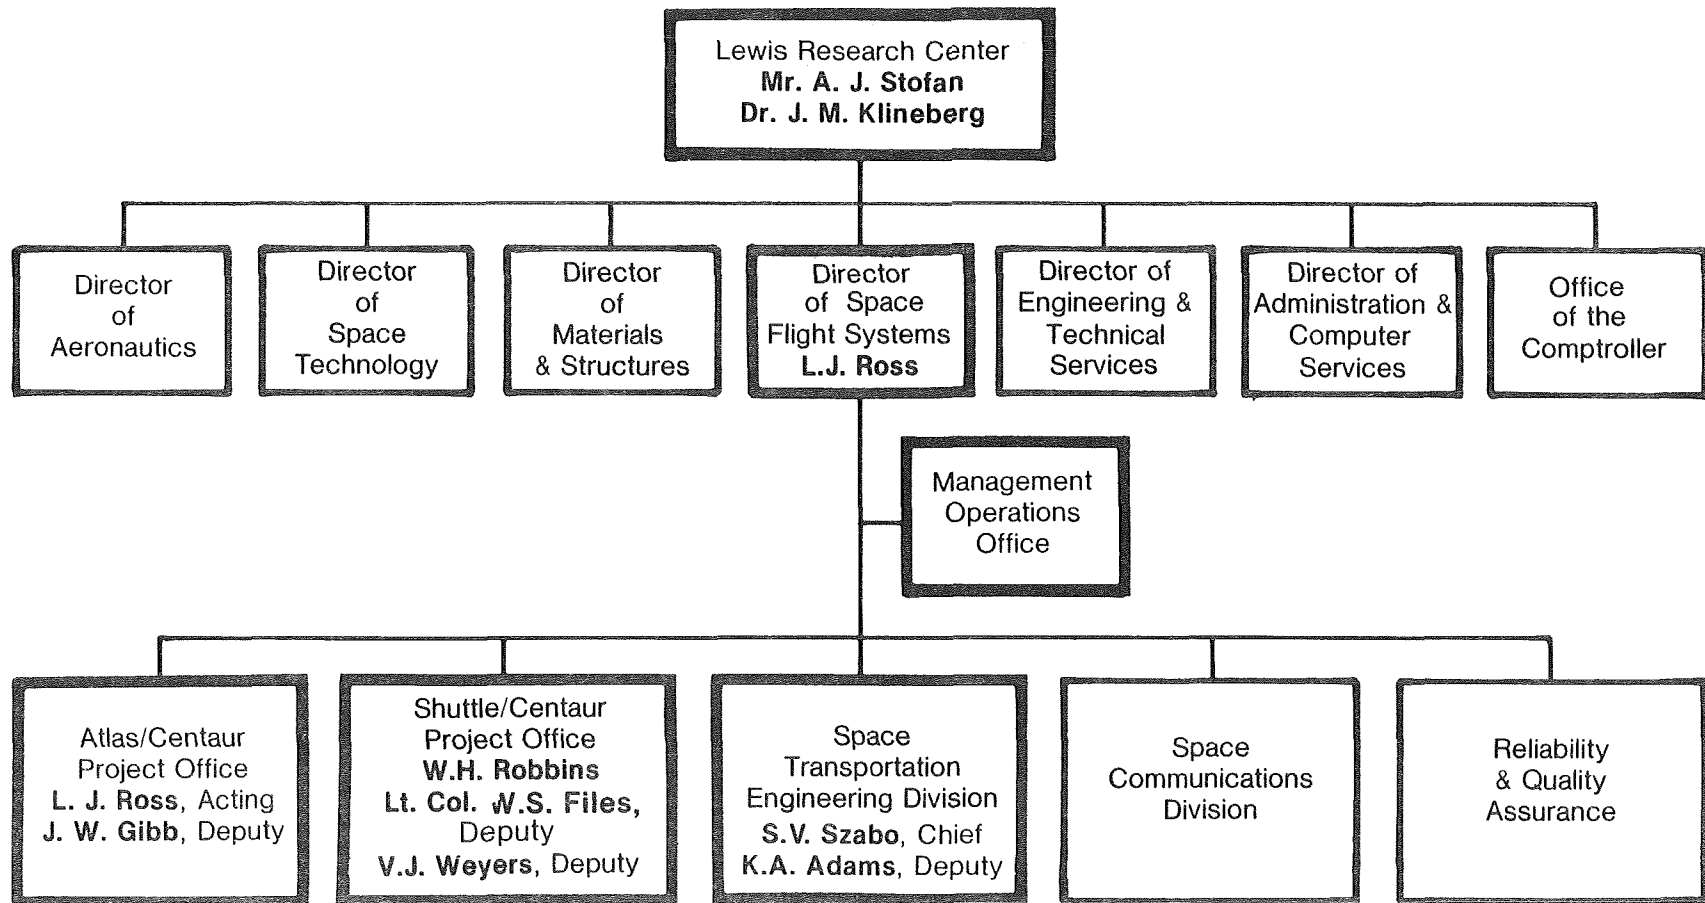 Lewis Research Center
Mr. A. J. Stofan
Dr. J. M. Klineberg
Director
of
Aeronautics
Director
of
Space
Technology
Director
of
Materials
& Structures
Director
of Space
Flight Systems
L.J. Ross
Director of
Engineering &
Technical
Services
Director of
Administration &
Computer
Services
Office
of the
Comptroller
Management
Operations
Office
Atlas/Centaur
Project Office
L. J. Ross, Acting
J. W. Gibb, Deputy
Shuttle/Centaur
Project Office
W.H. Robbins
Lt. Col. W.S. Files,
Deputy
V.J. Weyers, Deputy
Space
Transportation
Engineering Division
S.V. Szabo, Chief
K.A. Adams, Deputy
Space
Communications
Division
Reliability
& Quality
Assurance